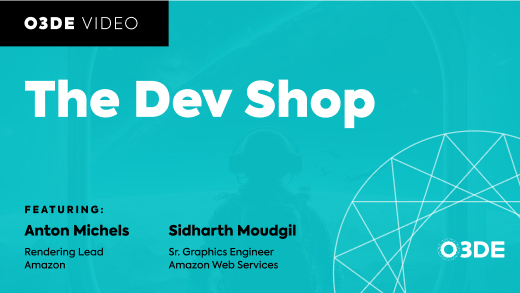 O3DE VIDEO
The Dev Shop
FEATURING:
Anton Michels
Rendering Lead
Amazon
Sidharth Moudgil
Sr. Graphics Engineer
Amazon Web Services
O3DE